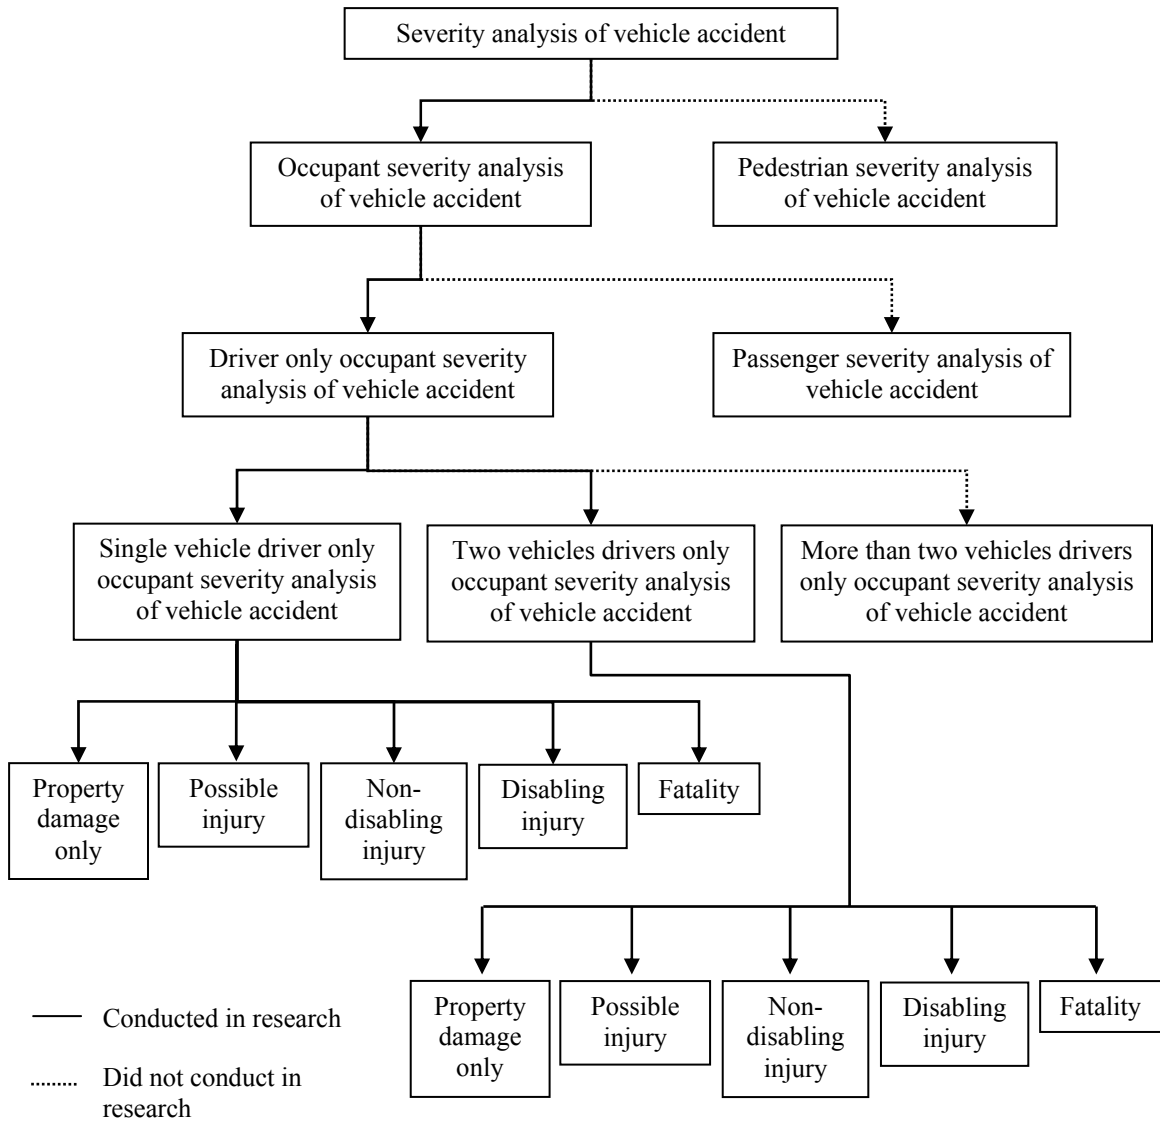 Severity analysis of vehicle accident
Occupant severity analysis
of vehicle accident
Pedestrian severity analysis
of vehicle accident
Driver only occupant severity
analysis of vehicle accident
Passenger severity analysis of
vehicle accident
Single vehicle driver only
occupant severity analysis
of vehicle accident
Two vehicles drivers only
occupant severity analysis
of vehicle accident
More than two vehicles drivers
only occupant severity analysis
of vehicle accident
Property
damage
only
Possible
injury
Non-
disabling
injury
Disabling
injury
Fatality
Property
damage
only
Possible
injury
Non-
disabling
injury
Disabling
injury
Fatality
Conducted in research
Did not conduct in
research